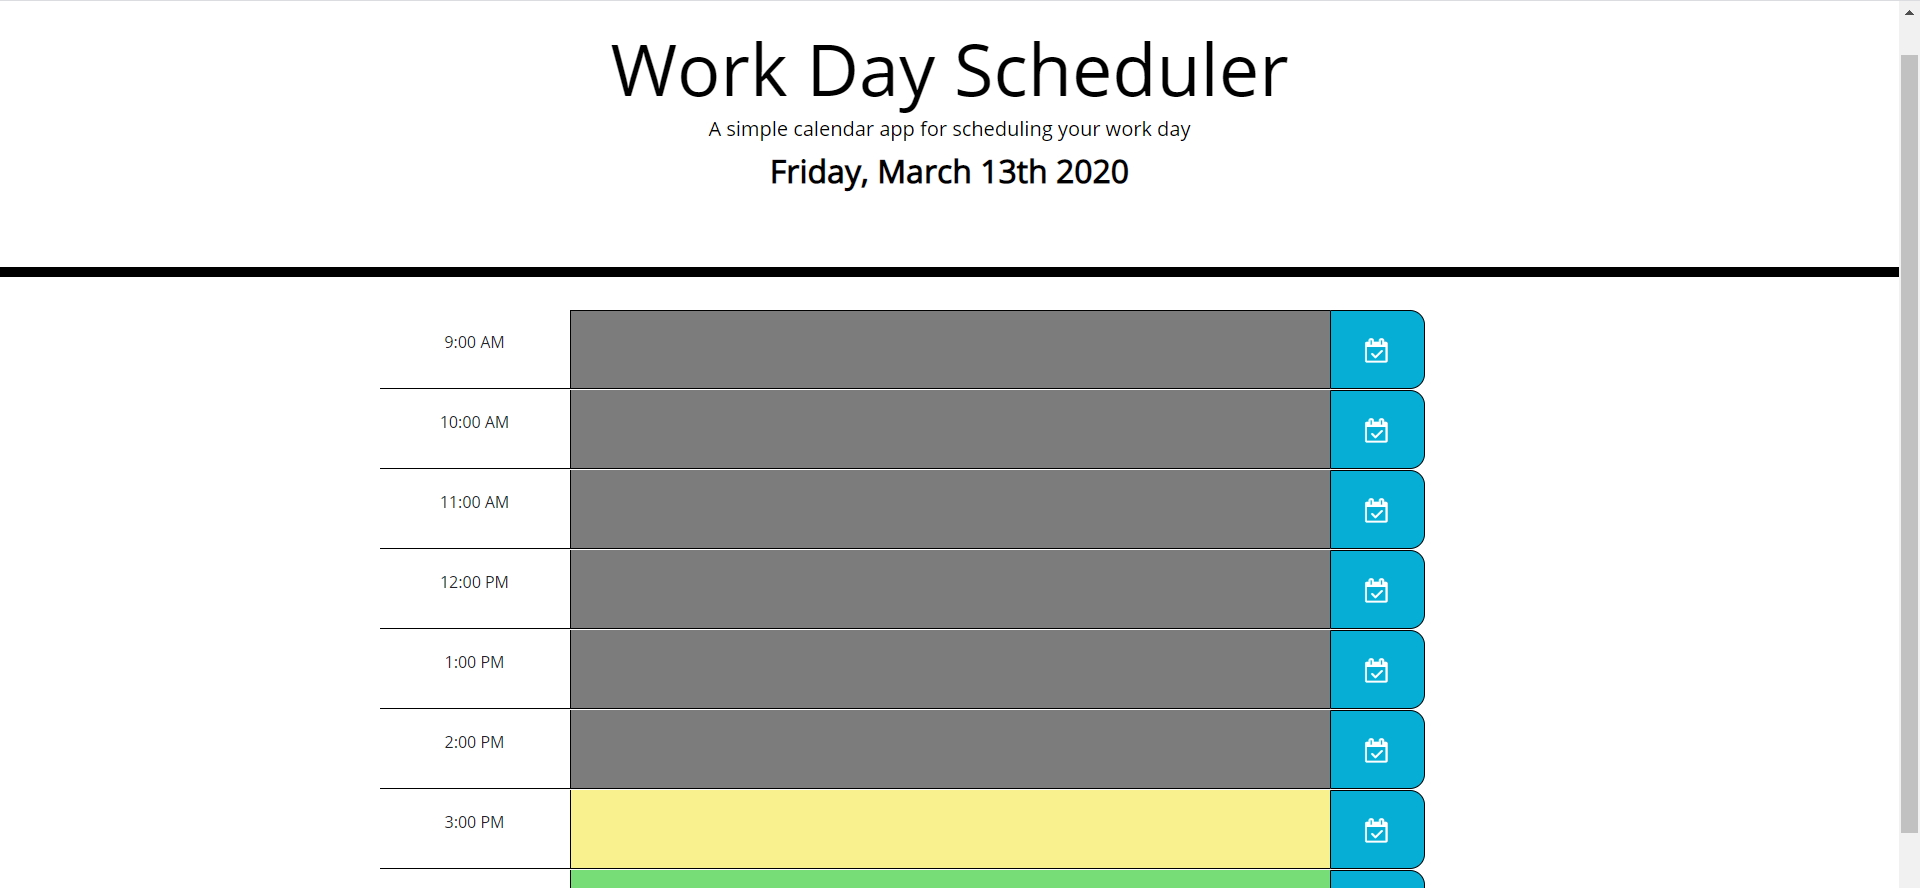 Work Day Scheduler
A simple calendar app for scheduling your work day
Friday, March 13th 2020
9:00 AM
10:00 AM
11:00 AM
12:00 PM
1:00 PM
2:00 PM
3:00 PM